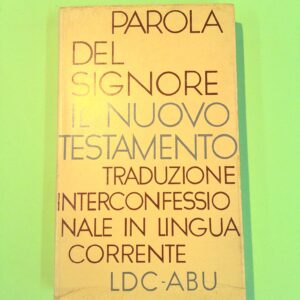 PAROLA
DEL
SIGNORE
IL NUOVO
TESTAMENTO
TRADUZIONE
INTERCONFESSIO
NALE IN LINGUA
CORRENTE
LDC-ABU